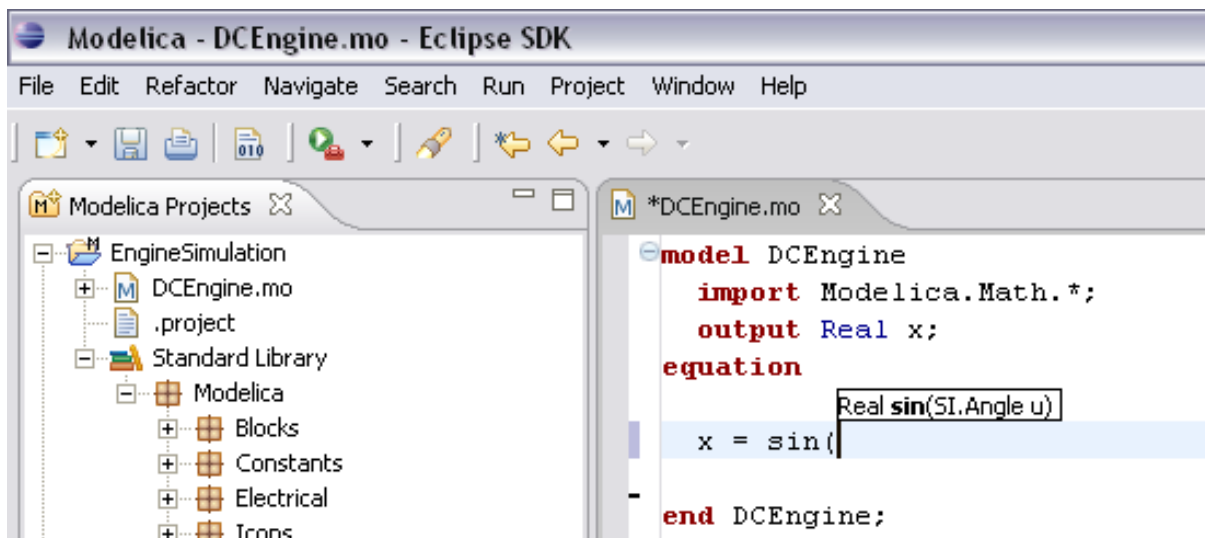 Modelica - DCEngine.mo - Eclipse SDK
File Edit Refactor Navigate Search Run Project Window Help
010
Modelica Projects
EngineSimulation
DCEngine.mo
.project
Standard Library
Modelica
Blocks
Constants
Electrical
Icons
*DCEngine.mo
model DCEngine
import Modelica.Math.*;
output Real x;
equation
Real sin(SI.Angle u)
x = sin(
end DCEngine;